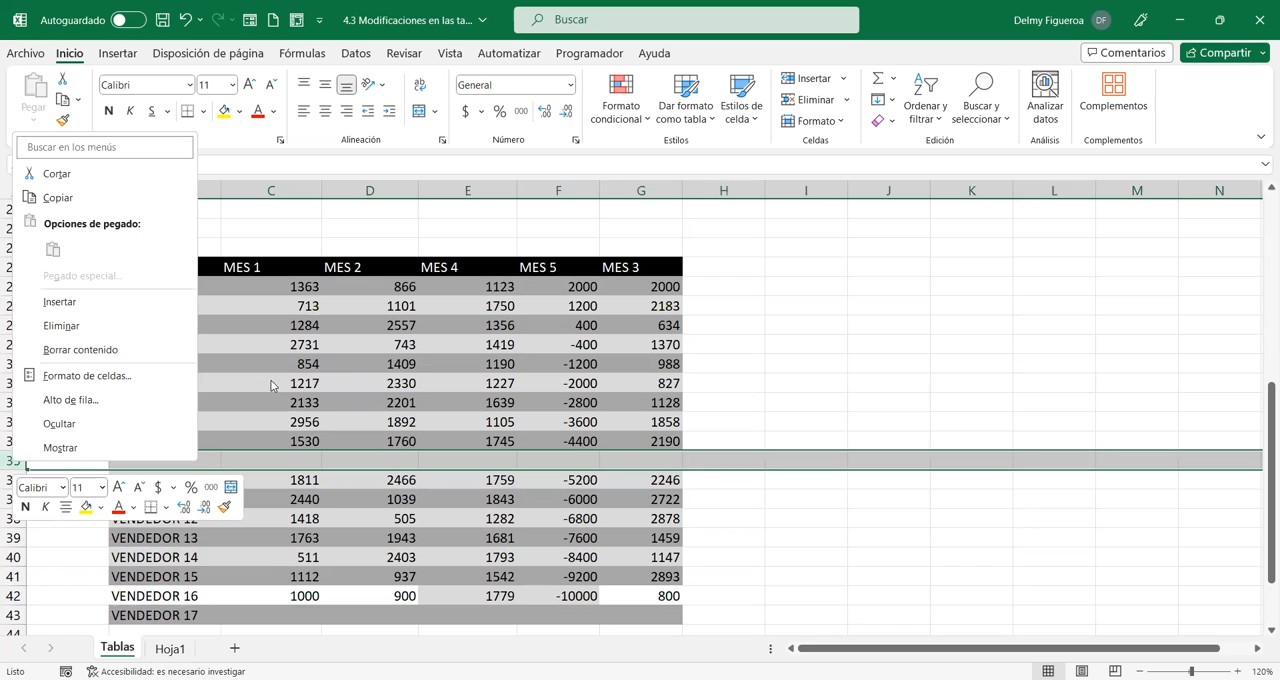 Autoguardado
4.3 Modificaciones en las ta...
Buscar
Delmy Figueroa
DF
Archivo Inicio Insertar Disposición de página Fórmulas Datos Revisar Vista Automatizar Programador Ayuda
Comentarios
Compartir
Pegar
Calibri 11
N K S
General
$ % 000
Alineación
Número
Formato condicional
Dar formato como tabla
Estilos de celda
Estilos
Insertar
Eliminar
Formato
Celdas
Ordenar y filtrar
Buscar y seleccionar
Edición
Analizar datos
Análisis
Complementos
Complementos
Buscar en los menús
Cortar
Copiar
Opciones de pegado:
Pegado especial...
Insertar
Eliminar
Borrar contenido
Formato de celdas...
Alto de fila...
Ocultar
Mostrar
Calibri 11 $ % 000
N K A
C D E F G H I J K L M N
MES 1 MES 2 MES 4 MES 5 MES 3
1363 866 1123 2000 2000
713 1101 1750 1200 2183
1284 2557 1356 400 634
2731 743 1419 -400 1370
854 1409 1190 -1200 988
1217 2330 1227 -2000 827
2133 2201 1639 -2800 1128
2956 1892 1105 -3600 1858
1530 1760 1745 -4400 2190
35
1811 2466 1759 -5200 2246
2440 1039 1843 -6000 2722
38 VENDEDOR 12 1418 505 1282 -6800 2878
39 VENDEDOR 13 1763 1943 1681 -7600 1459
40 VENDEDOR 14 511 2403 1793 -8400 1147
41 VENDEDOR 15 1112 937 1542 -9200 2893
42 VENDEDOR 16 1000 900 1779 -10000 800
43 VENDEDOR 17
44
Tablas Hoja1
Listo
Accesibilidad: es necesario investigar
120%